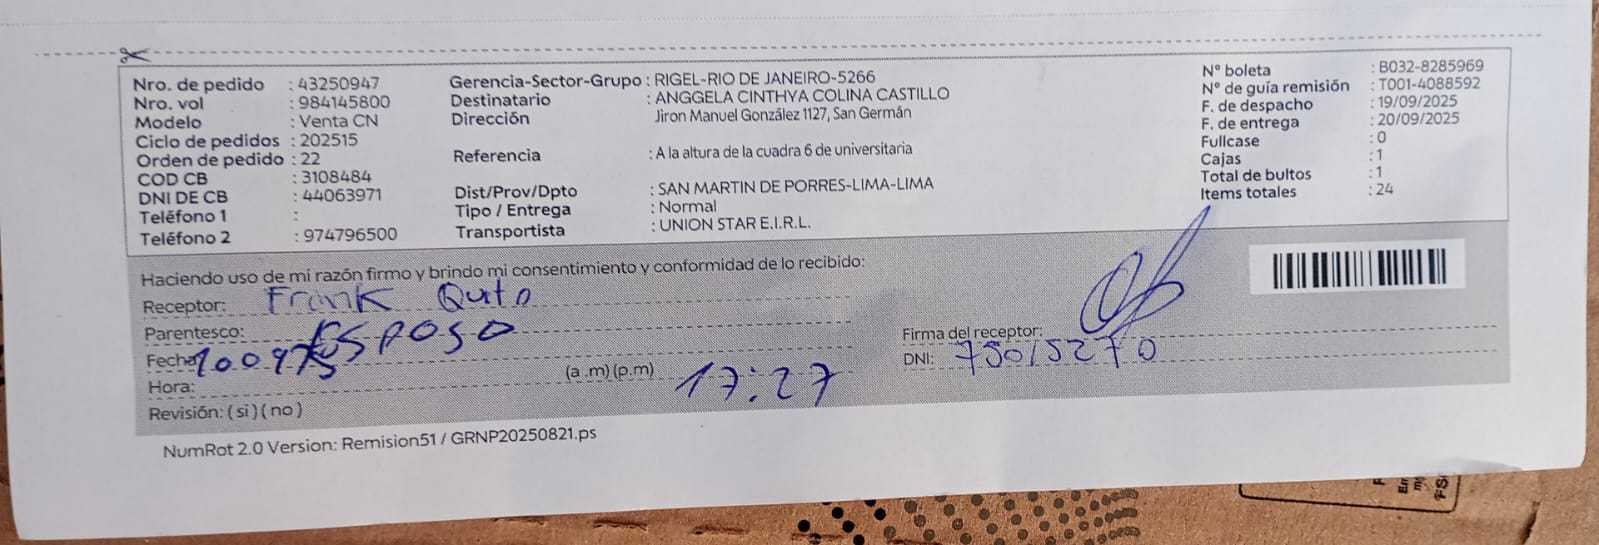 Nro. de pedido : 43250947
Nro. vol : 984145800
Modelo : Venta CN
Ciclo de pedidos : 202515
Orden de pedido : 22
COD CB : 3108484
DNI DE CB : 44063971
Teléfono 1 :
Teléfono 2 : 974796500
Gerencia-Sector-Grupo : RIGEL-RIO DE JANEIRO-5266
Destinatario : ANGGELA CINTHYA COLINA CASTILLO
Dirección Jiron Manuel González 1127, San Germán
Referencia : A la altura de la cuadra 6 de universitaria
Dist/Prov/Dpto : SAN MARTIN DE PORRES-LIMA-LIMA
Tipo / Entrega : Normal
Transportista : UNION STAR E.I.R.L.
N° boleta : B032-8285969
N° de guía remisión : T001-4088592
F. de despacho : 19/09/2025
F. de entrega : 20/09/2025
Fullcase : 0
Cajas : 1
Total de bultos : 1
Items totales : 24
Haciendo uso de mi razón firmo y brindo mi consentimiento y conformidad de lo recibido:
Receptor: Frank Quito
Parentesco: ESPOSO
Fecha:
Hora: (a .m) (p.m) 17:27
Revisión: ( si ) ( no )
Firma del receptor:
DNI: 75015270
NumRot 2.0 Version: Remision51 / GRNP20250821.ps